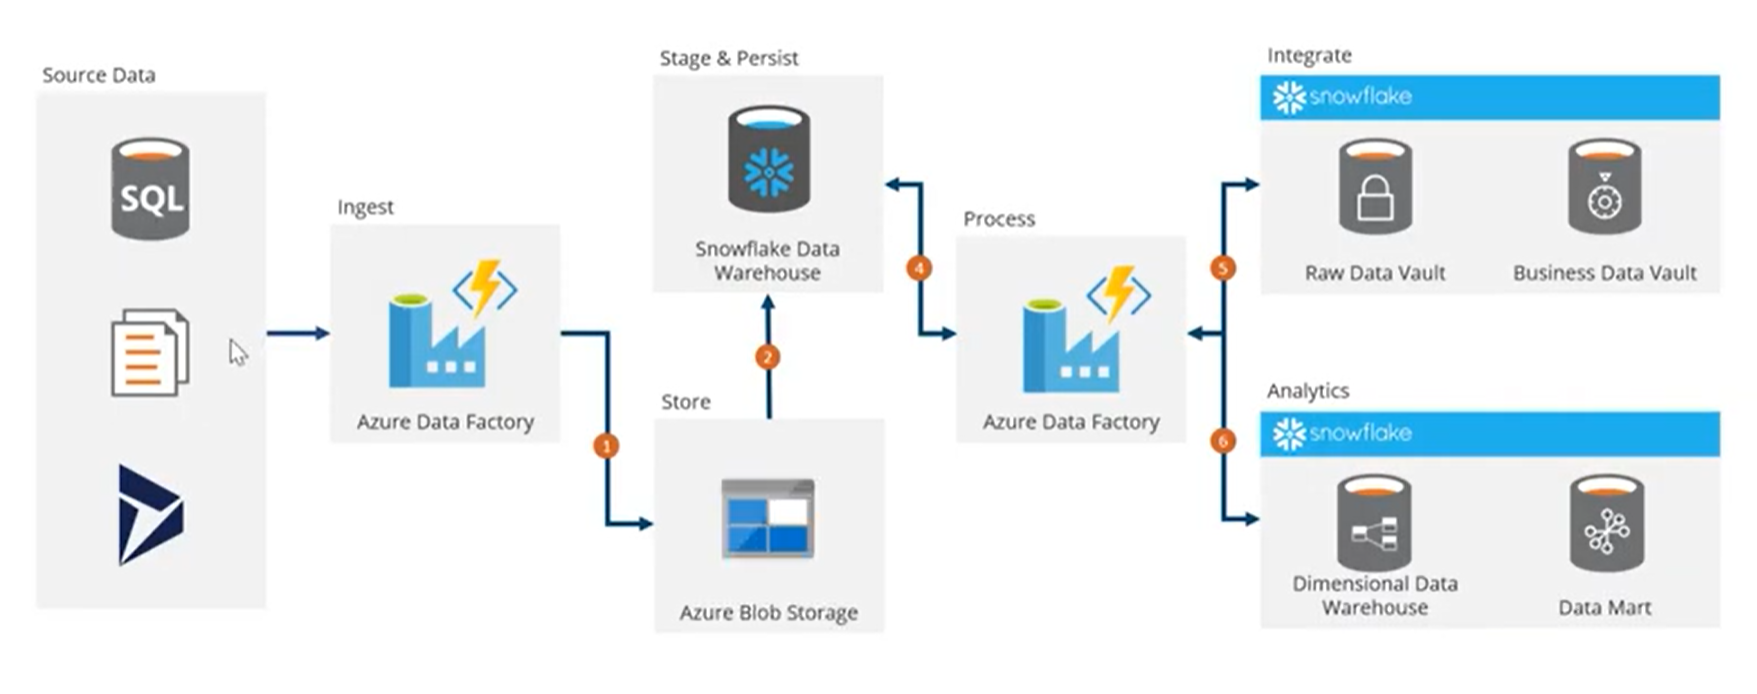 Source Data
SQL
Ingest
Azure Data Factory
1
Stage & Persist
Snowflake Data
Warehouse
2
Store
Azure Blob Storage
4
Process
Azure Data Factory
5
6
Integrate
snowflake
Raw Data Vault
Business Data Vault
Analytics
snowflake
Dimensional Data
Warehouse
Data Mart